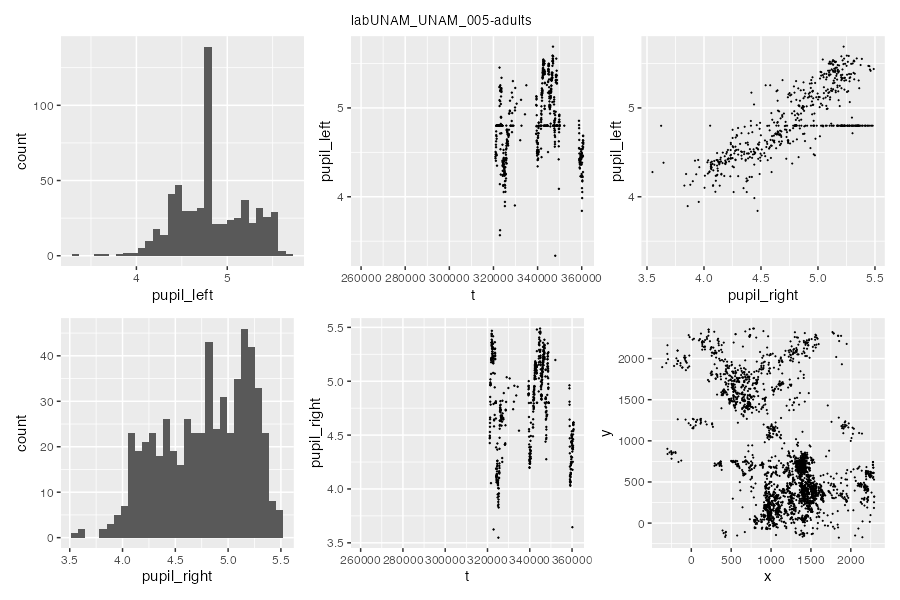 labUNAM_UNAM_005-adults
count
100
50
0
4
5
pupil_left
pupil_left
5
4
260000 280000 300000 320000 340000 360000
t
pupil_left
5
4
3.5 4.0 4.5 5.0 5.5
pupil_right
count
40
30
20
10
0
3.5 4.0 4.5 5.0 5.5
pupil_right
pupil_right
5.5
5.0
4.5
4.0
3.5
260000 280000 300000 320000 340000 360000
t
y
2000
1500
1000
500
0
0 500 1000 1500 2000
x